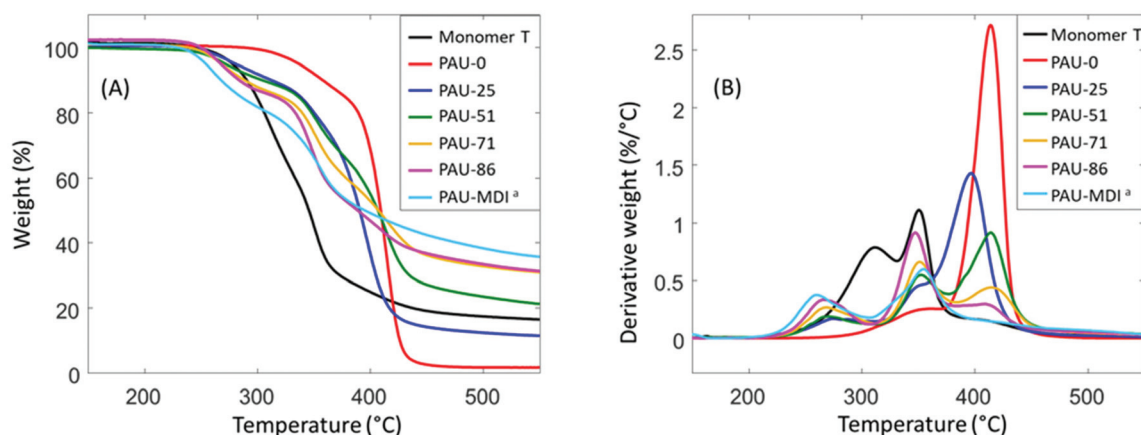 (A)
Weight (%)
100
80
60
40
20
0
200
300
400
500
Temperature (°C)
Monomer T
PAU-0
PAU-25
PAU-51
PAU-71
PAU-86
PAU-MDI a
(B)
Derivative weight (%/°C)
2.5
2
1.5
1
0.5
0
200
300
400
500
Temperature (°C)
Monomer T
PAU-0
PAU-25
PAU-51
PAU-71
PAU-86
PAU-MDI a